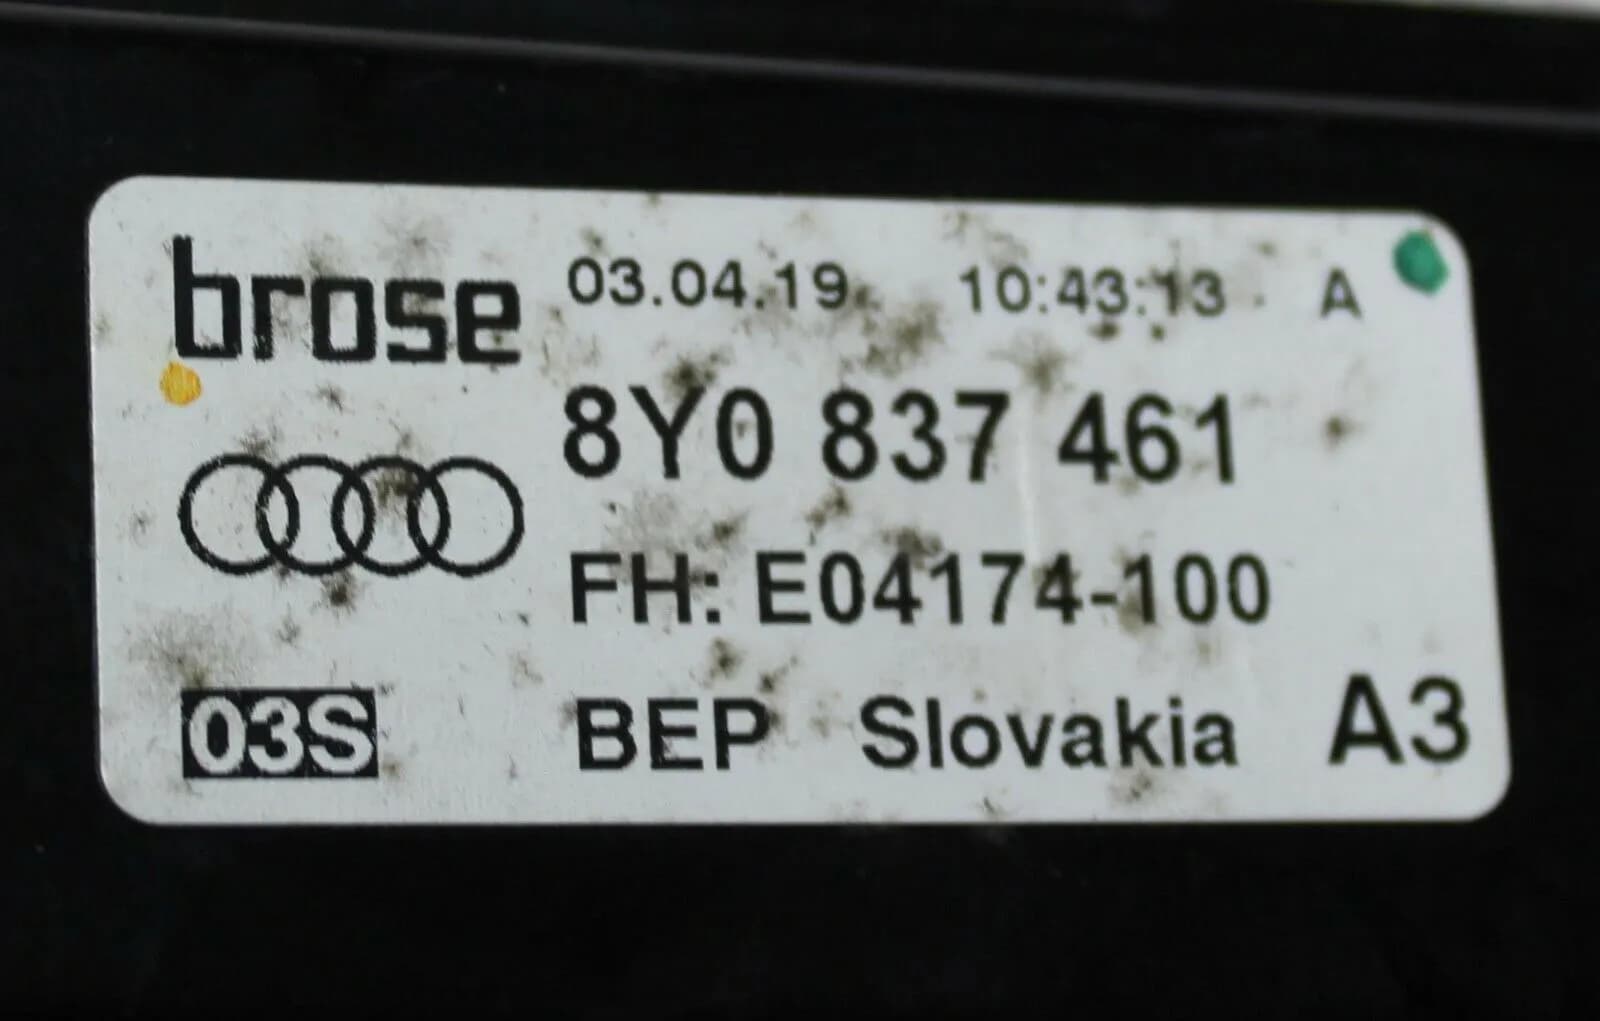 brose 03.04.19 10:43:13 A
8Y0 837 461
FH: E04174-100
03S BEP Slovakia A3